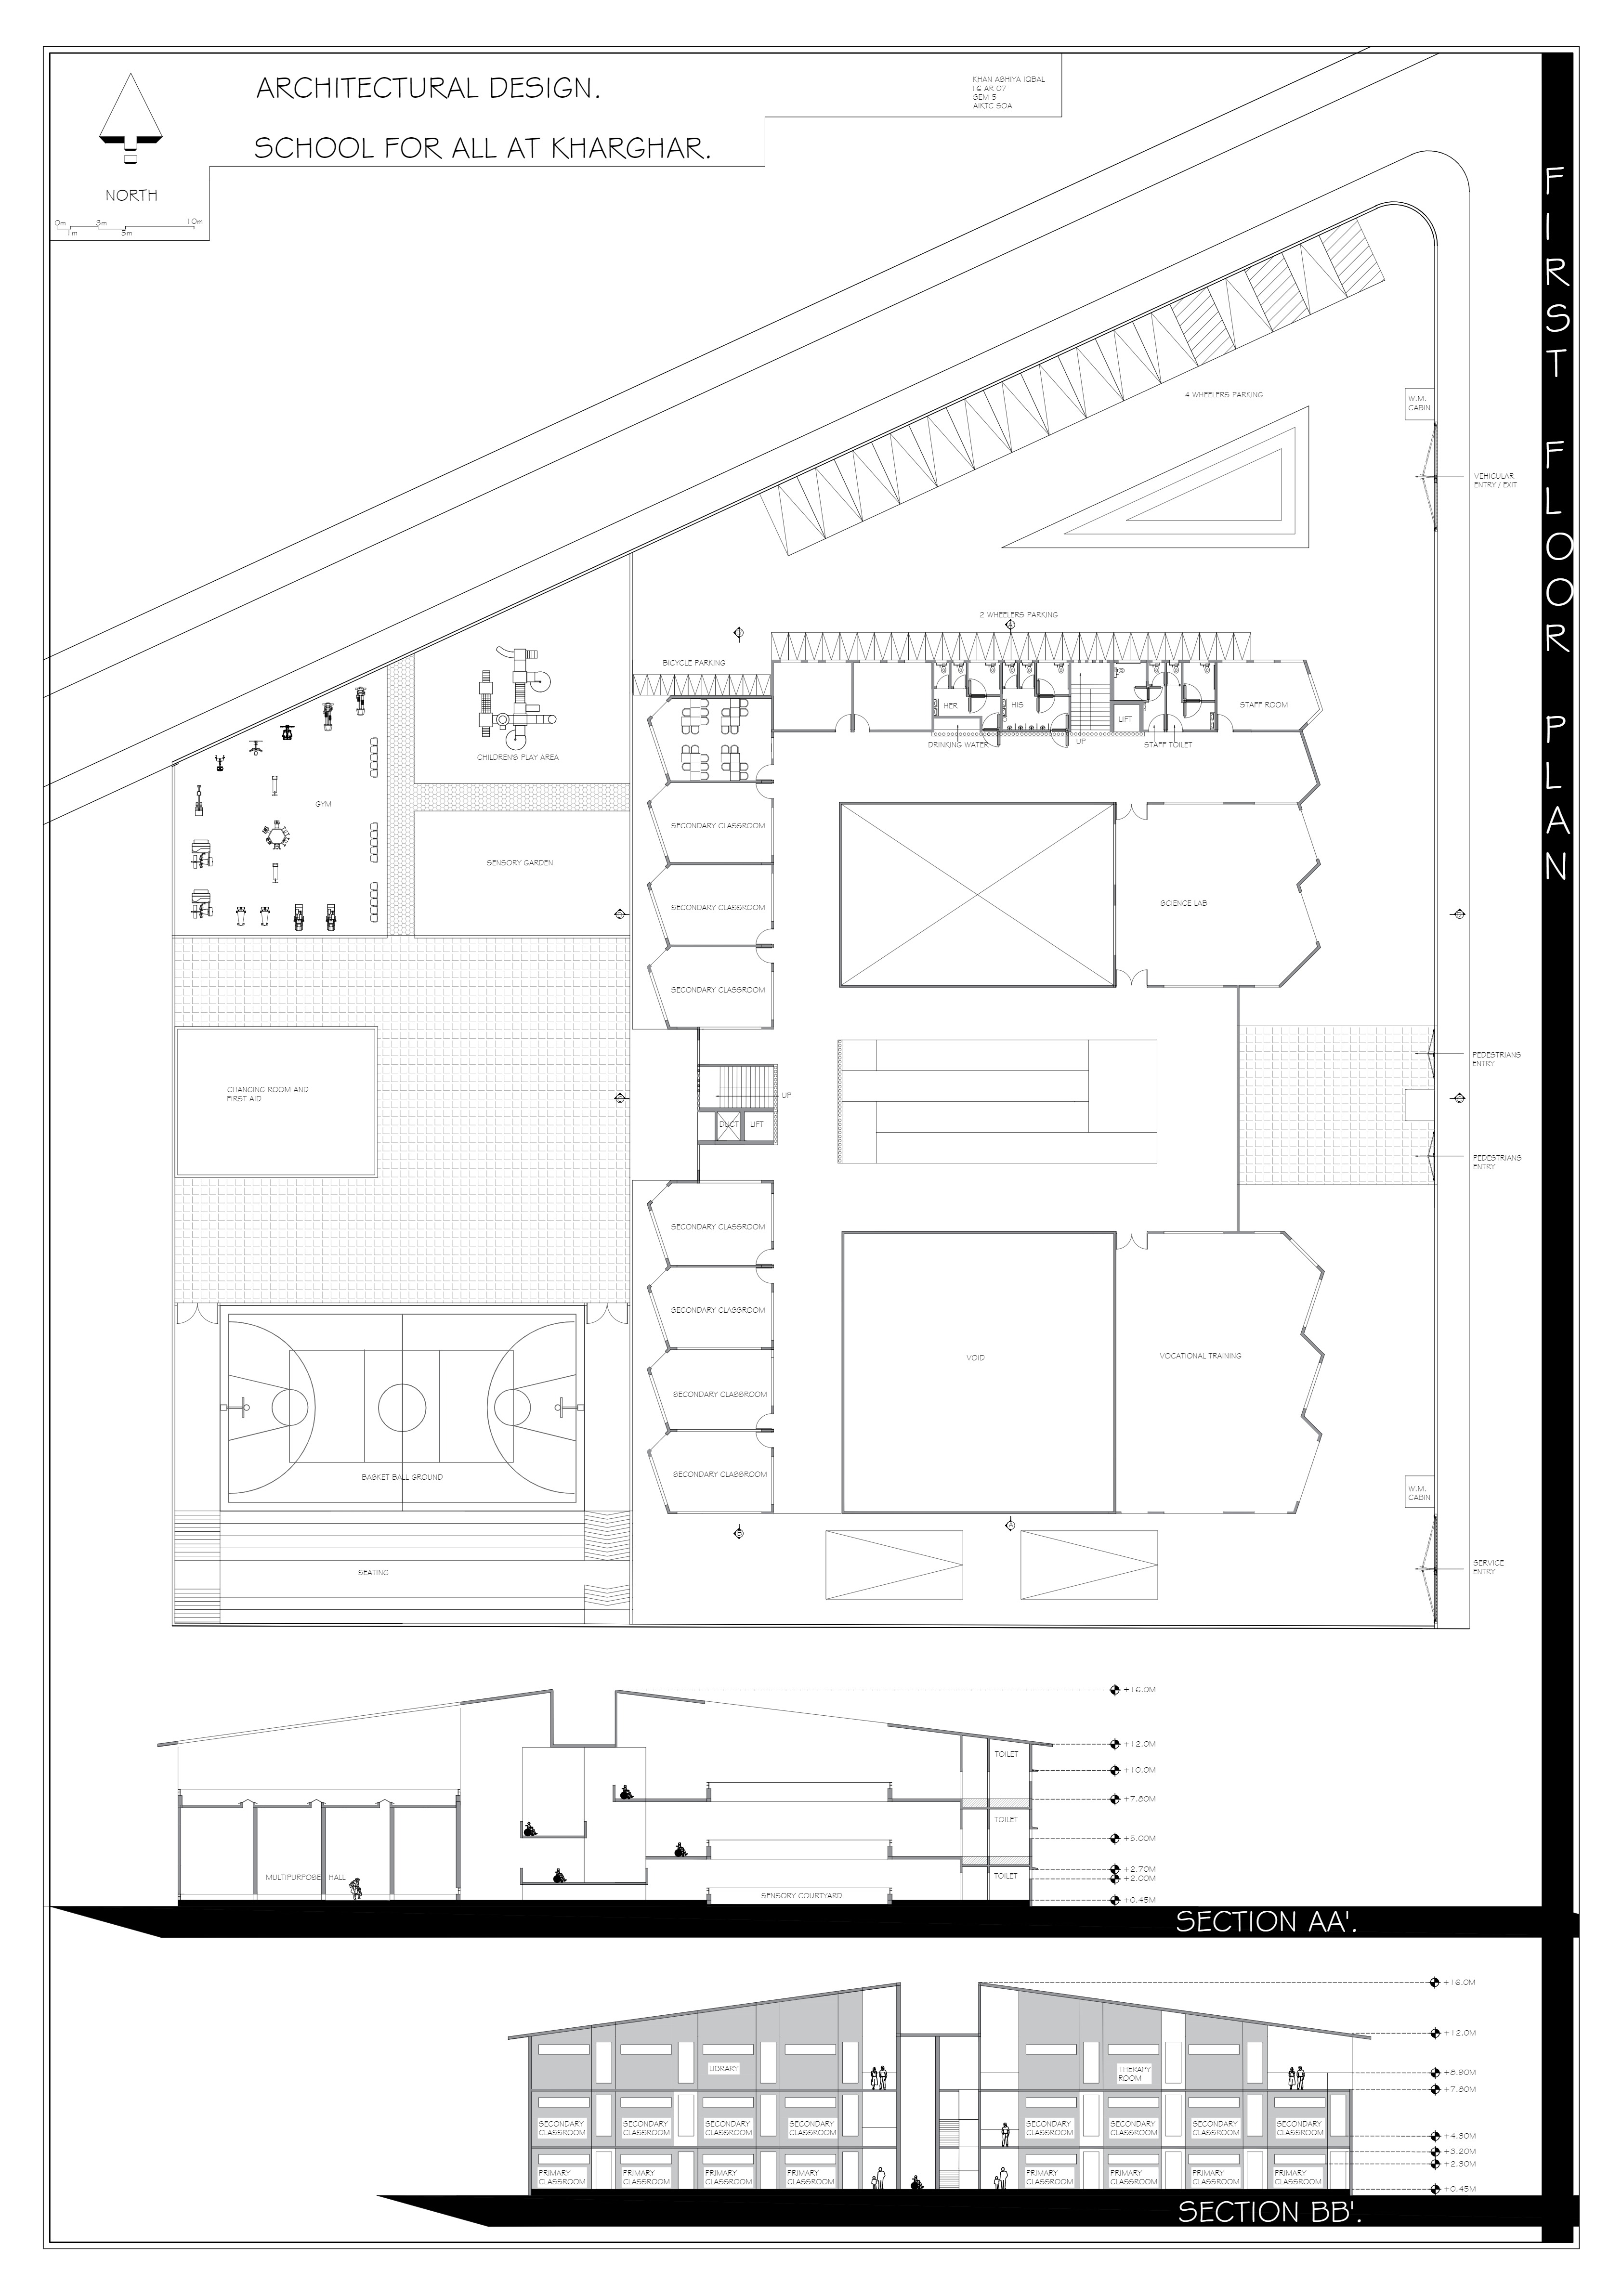 ARCHITECTURAL DESIGN.
SCHOOL FOR ALL AT KHARGHAR.
KHAN ASHIYA IQBAL
16 AR 07
SEM 5
AIKTC SOA
NORTH
0m 3m 10m
1m 5m
FIRST FLOOR PLAN
4 WHEELERS PARKING
W.M.
CABIN
VEHICULAR
ENTRY / EXIT
2 WHEELERS PARKING
BICYCLE PARKING
HER
HIS
LIFT
STAFF ROOM
DRINKING WATER
UP
STAFF TOILET
CHILDREN'S PLAY AREA
GYM
SENSORY GARDEN
SECONDARY CLASSROOM
SECONDARY CLASSROOM
SECONDARY CLASSROOM
SCIENCE LAB
CHANGING ROOM AND
FIRST AID
UP
DUCT
LIFT
PEDESTRIANS
ENTRY
PEDESTRIANS
ENTRY
SECONDARY CLASSROOM
SECONDARY CLASSROOM
SECONDARY CLASSROOM
SECONDARY CLASSROOM
VOID
VOCATIONAL TRAINING
BASKET BALL GROUND
SEATING
W.M.
CABIN
SERVICE
ENTRY
+16.0M
+12.0M
+10.0M
+7.80M
+5.00M
+2.70M
+2.00M
+0.45M
TOILET
TOILET
TOILET
MULTIPURPOSE HALL
SENSORY COURTYARD
SECTION AA'.
+16.0M
+12.0M
+8.90M
+7.80M
+4.30M
+3.20M
+2.30M
+0.45M
LIBRARY
THERAPY
ROOM
SECONDARY SECONDARY SECONDARY SECONDARY SECONDARY SECONDARY SECONDARY SECONDARY
CLASSROOM CLASSROOM CLASSROOM CLASSROOM CLASSROOM CLASSROOM CLASSROOM CLASSROOM
PRIMARY PRIMARY PRIMARY PRIMARY PRIMARY PRIMARY PRIMARY PRIMARY
CLASSROOM CLASSROOM CLASSROOM CLASSROOM CLASSROOM CLASSROOM CLASSROOM CLASSROOM
SECTION BB'.